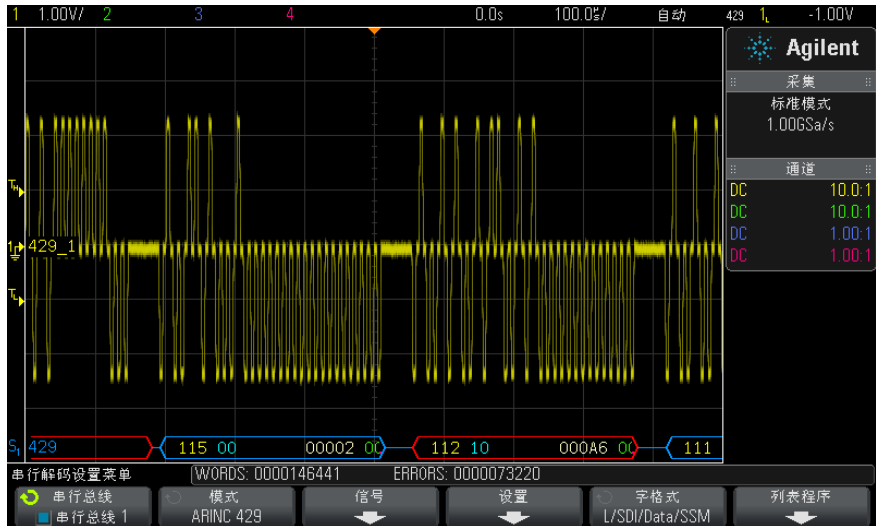 1 1.00V/ 2 3 4 0.0s 100.0㎲/ 自动 429 1 L -1.00V
Agilent
采集
标准模式
1.00GSa/s
通道
DC 10.0:1
DC 10.0:1
DC 1.00:1
DC 1.00:1
TH
1 429_1
TL
S1 429 115 00 00002 00 112 10 000A6 00 111
串行解码设置菜单 WORDS: 0000146441 ERRORS: 0000073220
串行总线 模式 信号 设置 字格式 列表程序
串行总线 1 ARINC 429 L/SDI/Data/SSM